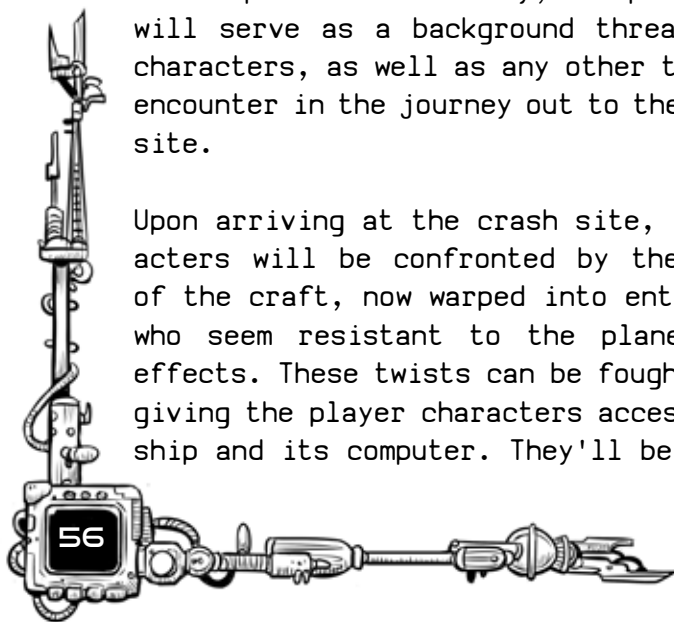 will serve as a background threa
characters, as well as any other t
encounter in the journey out to the
site.
Upon arriving at the crash site,
acters will be confronted by the
of the craft, now warped into ent
who seem resistant to the plane
effects. These twists can be fough
giving the player characters acces
ship and its computer. They'll be
56